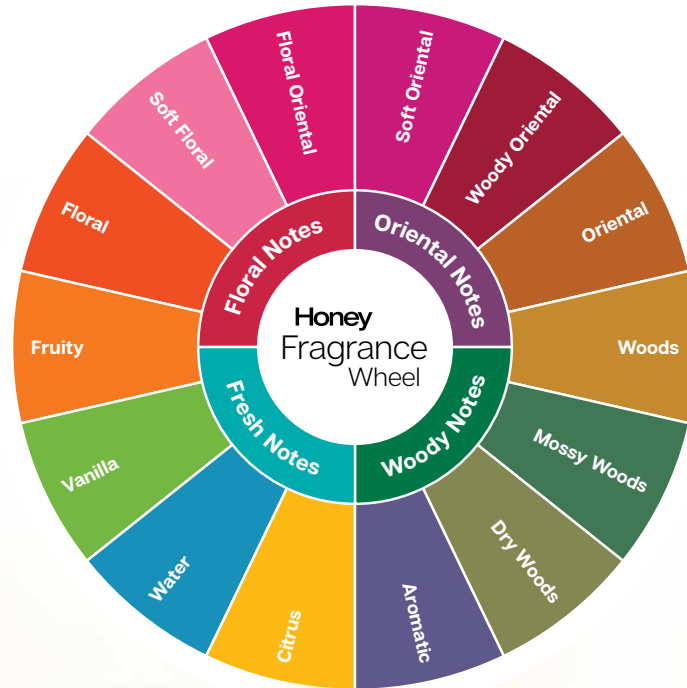 Honey
Fragrance
Wheel
Floral Notes
Oriental Notes
Woody Notes
Fresh Notes
Floral Oriental
Soft Oriental
Woody Oriental
Oriental
Woods
Mossy Woods
Dry Woods
Aromatic
Citrus
Water
Vanilla
Fruity
Floral
Soft Floral